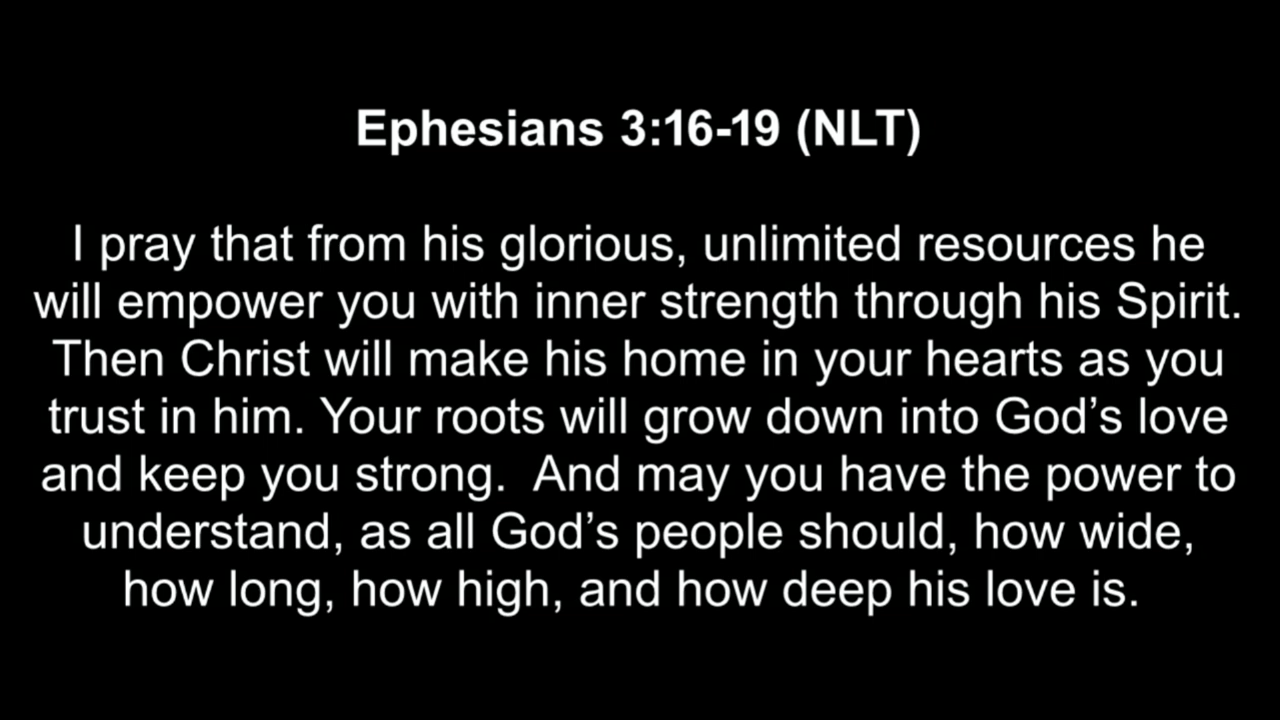 Ephesians 3:16-19 (NLT)
I pray that from his glorious, unlimited resources he
will empower you with inner strength through his Spirit.
Then Christ will make his home in your hearts as you
trust in him. Your roots will grow down into God’s love
and keep you strong.  And may you have the power to
understand, as all God’s people should, how wide,
how long, how high, and how deep his love is.